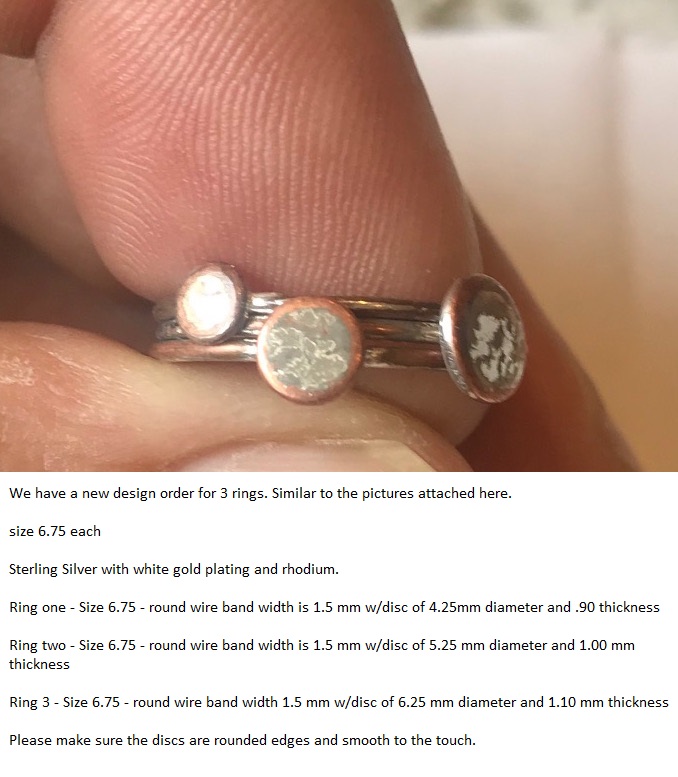 We have a new design order for 3 rings. Similar to the pictures attached here.
size 6.75 each
Sterling Silver with white gold plating and rhodium.
Ring one - Size 6.75 - round wire band width is 1.5 mm w/disc of 4.25mm diameter and .90 thickness
Ring two - Size 6.75 - round wire band width is 1.5 mm w/disc of 5.25 mm diameter and 1.00 mm
thickness
Ring 3 - Size 6.75 - round wire band width 1.5 mm w/disc of 6.25 mm diameter and 1.10 mm thickness
Please make sure the discs are rounded edges and smooth to the touch.